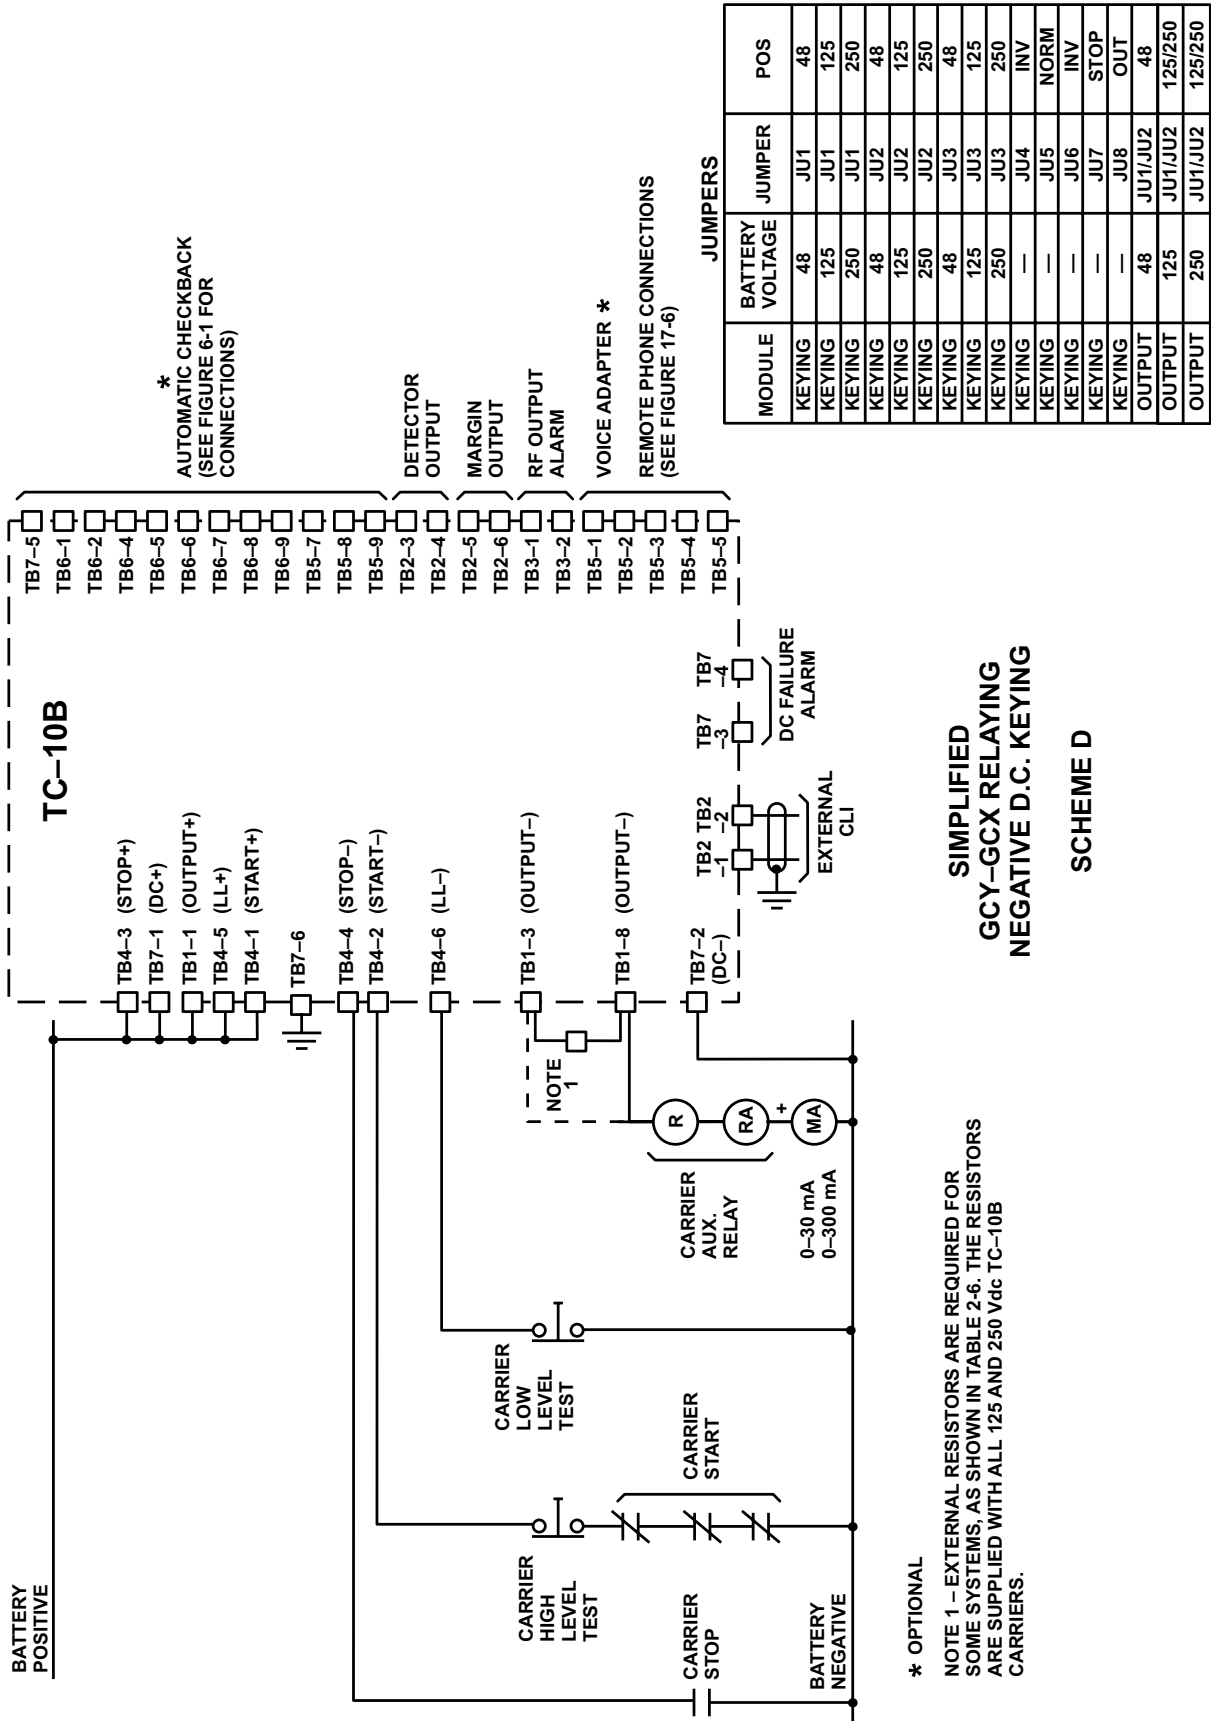 BATTERY
POSITIVE
TC–10B
TB4–3 (STOP+)
TB7–1 (DC+)
TB1–1 (OUTPUT+)
TB4–5 (LL+)
TB4–1 (START+)
TB7–6
TB4–4 (STOP–)
TB4–2 (START–)
TB4–6 (LL–)
TB1–3 (OUTPUT–)
TB1–8 (OUTPUT–)
TB7–2
(DC–)
TB7–5
TB6–1
TB6–2
TB6–4
TB6–5
TB6–6
TB6–7
TB6–8
TB6–9
TB5–7
TB5–8
TB5–9
TB2–3
TB2–4
TB2–5
TB2–6
TB3–1
TB3–2
TB5–1
TB5–2
TB5–3
TB5–4
TB5–5
*
AUTOMATIC CHECKBACK
(SEE FIGURE 6-1 FOR
CONNECTIONS)
DETECTOR
OUTPUT
MARGIN
OUTPUT
RF OUTPUT
ALARM
VOICE ADAPTER *
REMOTE PHONE CONNECTIONS
(SEE FIGURE 17-6)
CARRIER
HIGH
LEVEL
TEST
CARRIER
LOW
LEVEL
TEST
CARRIER
STOP
CARRIER
START
CARRIER
AUX.
RELAY
NOTE
1
R
RA
+
MA
0–30 mA
0–300 mA
TB2
–1
TB2
–2
EXTERNAL
CLI
TB7
–3
TB7
–4
DC FAILURE
ALARM
BATTERY
NEGATIVE
JUMPERS
MODULE BATTERY VOLTAGE JUMPER POS
KEYING 48 JU1 48
KEYING 125 JU1 125
KEYING 250 JU1 250
KEYING 48 JU2 48
KEYING 125 JU2 125
KEYING 250 JU2 250
KEYING 48 JU3 48
KEYING 125 JU3 125
KEYING 250 JU3 250
KEYING — JU4 INV
KEYING — JU5 NORM
KEYING — JU6 INV
KEYING — JU7 STOP
KEYING — JU8 OUT
OUTPUT 48 JU1/JU2 48
OUTPUT 125 JU1/JU2 125/250
OUTPUT 250 JU1/JU2 125/250
* OPTIONAL
NOTE 1 – EXTERNAL RESISTORS ARE REQUIRED FOR
SOME SYSTEMS, AS SHOWN IN TABLE 2-6. THE RESISTORS
ARE SUPPLIED WITH ALL 125 AND 250 Vdc TC–10B
CARRIERS.
SIMPLIFIED
GCY–GCX RELAYING
NEGATIVE D.C. KEYING
SCHEME D